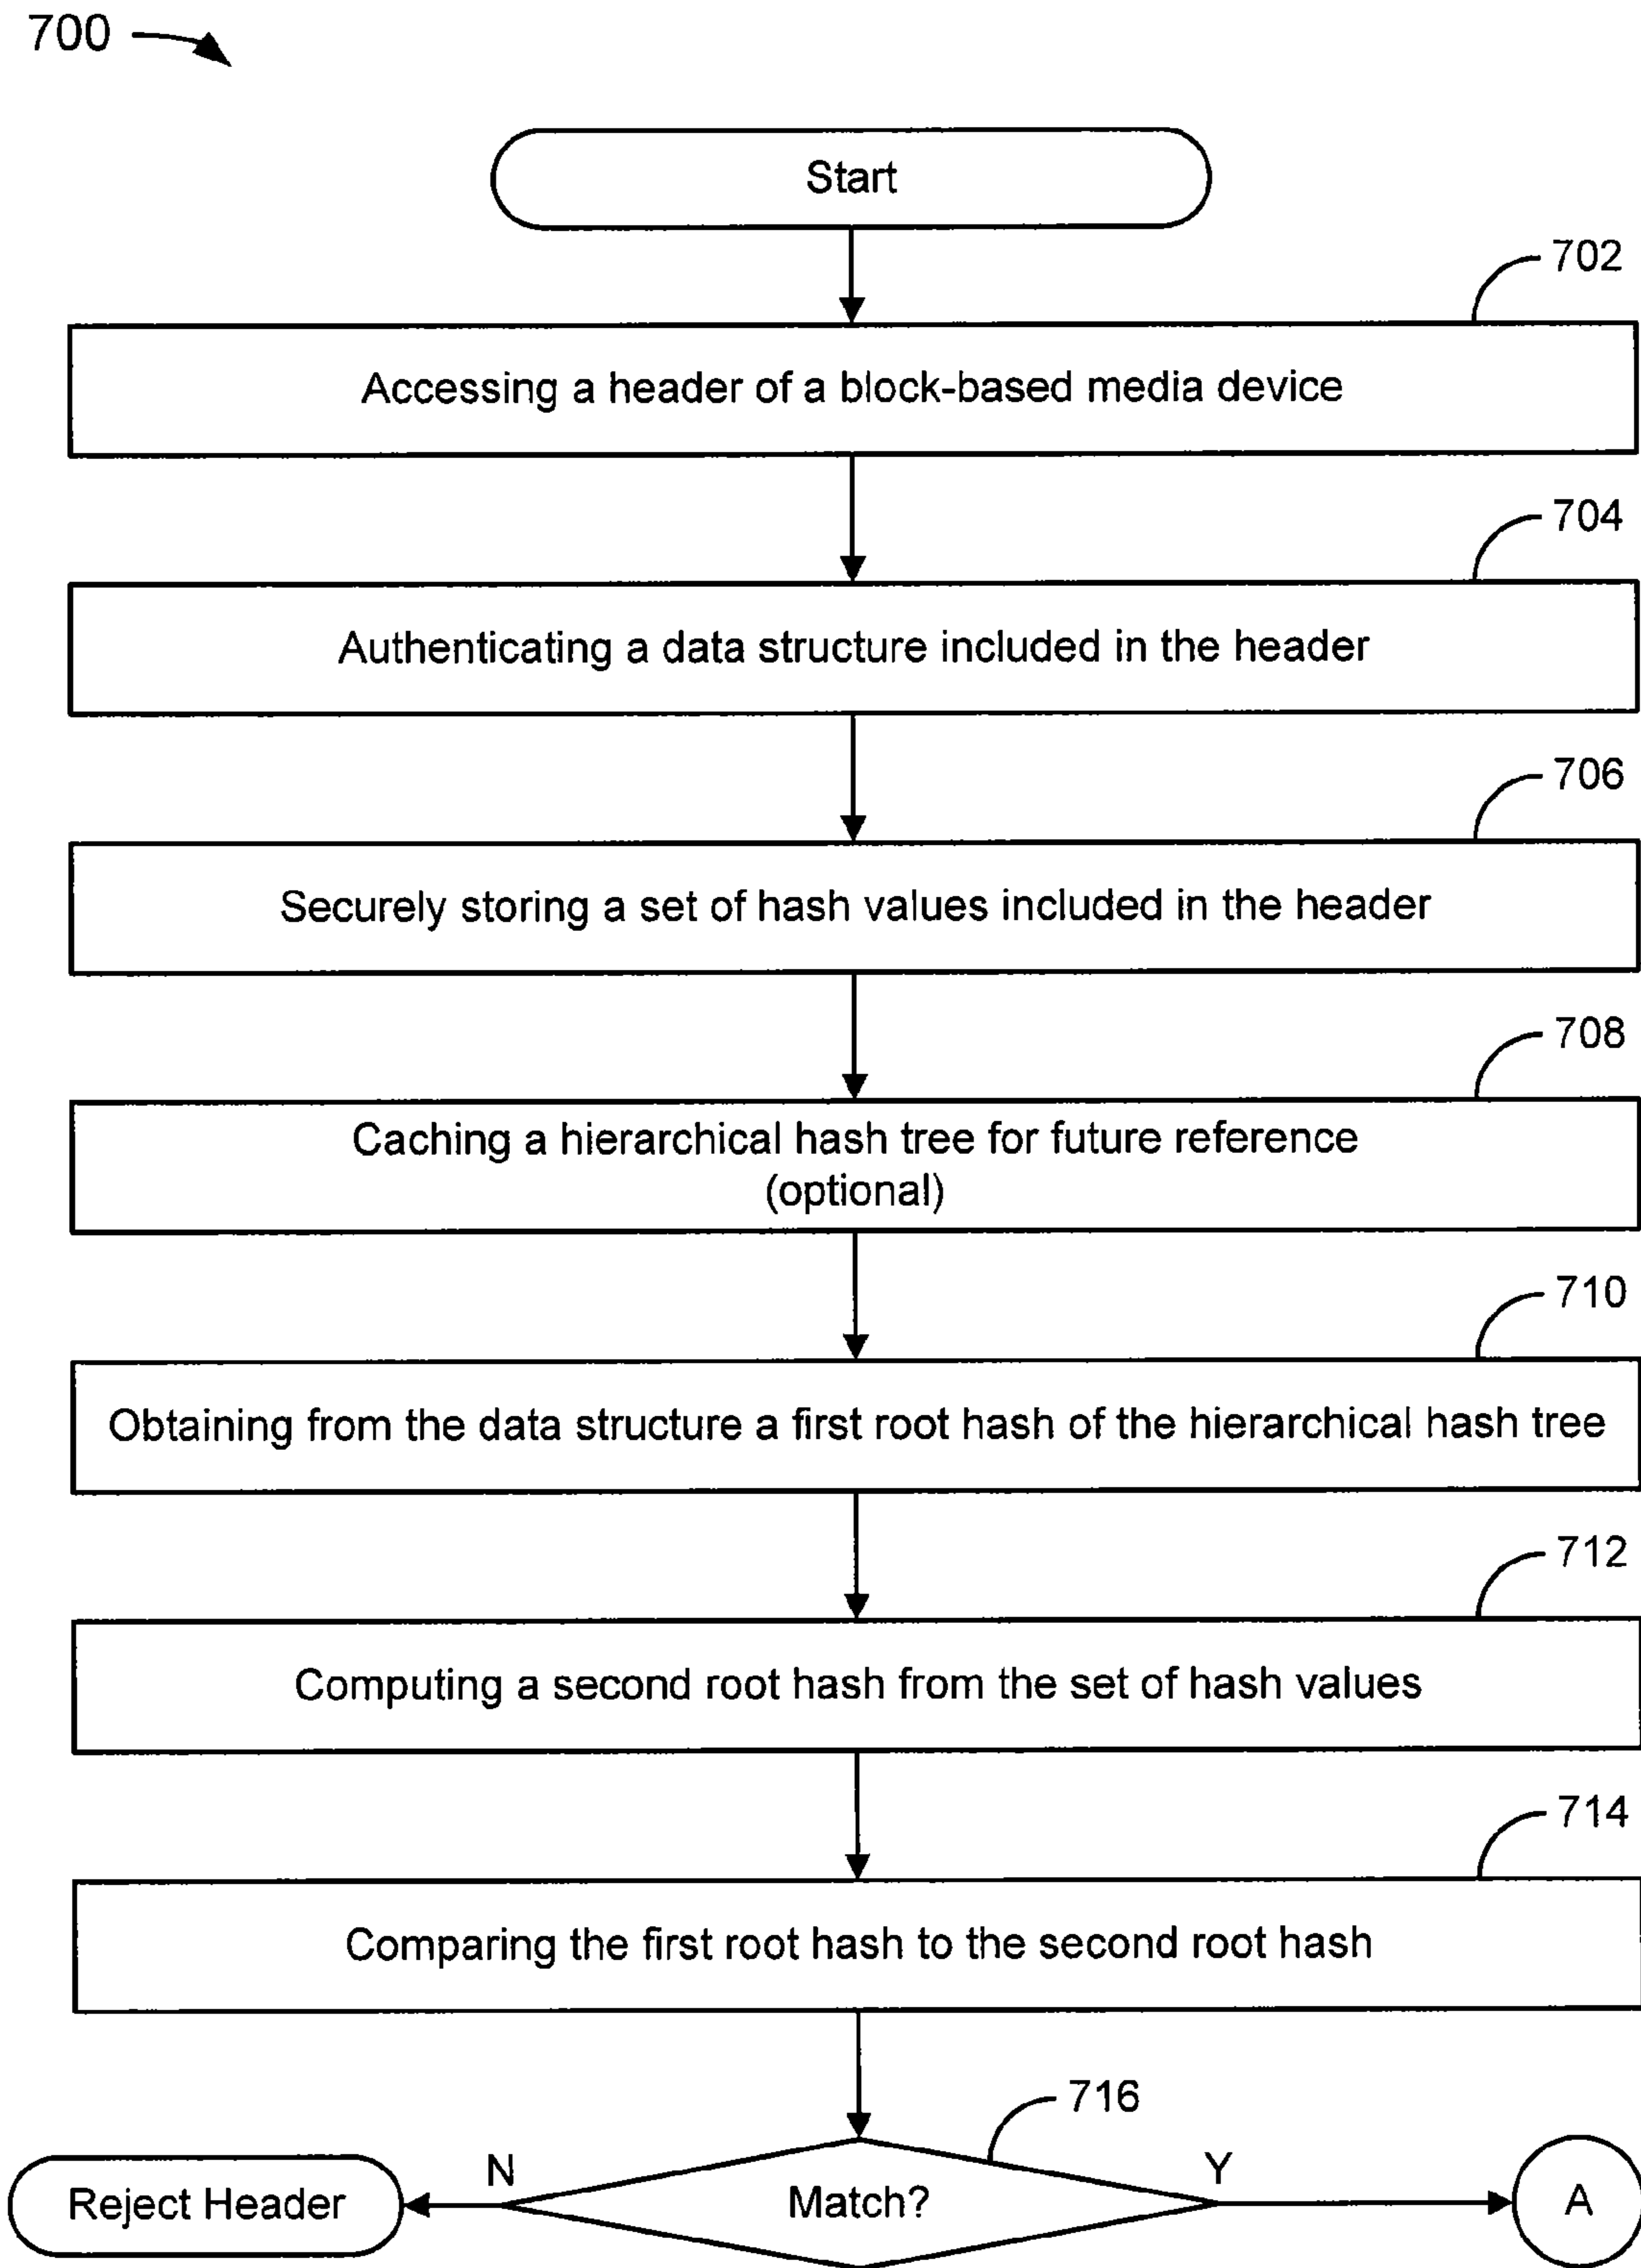 700
Start
702
Accessing a header of a block-based media device
704
Authenticating a data structure included in the header
706
Securely storing a set of hash values included in the header
708
Caching a hierarchical hash tree for future reference
(optional)
710
Obtaining from the data structure a first root hash of the hierarchical hash tree
712
Computing a second root hash from the set of hash values
714
Comparing the first root hash to the second root hash
716
N
Y
Reject Header
Match?
A